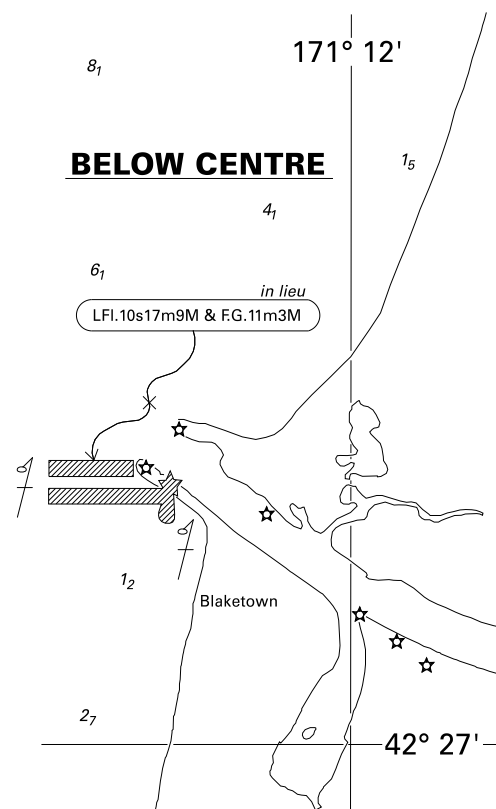 171° 12'
8₁
BELOW CENTRE
1₅
4₁
6₁
in lieu
LFl.10s17m9M & F.G.11m3M
1₂
Blaketown
2₇
42° 27'